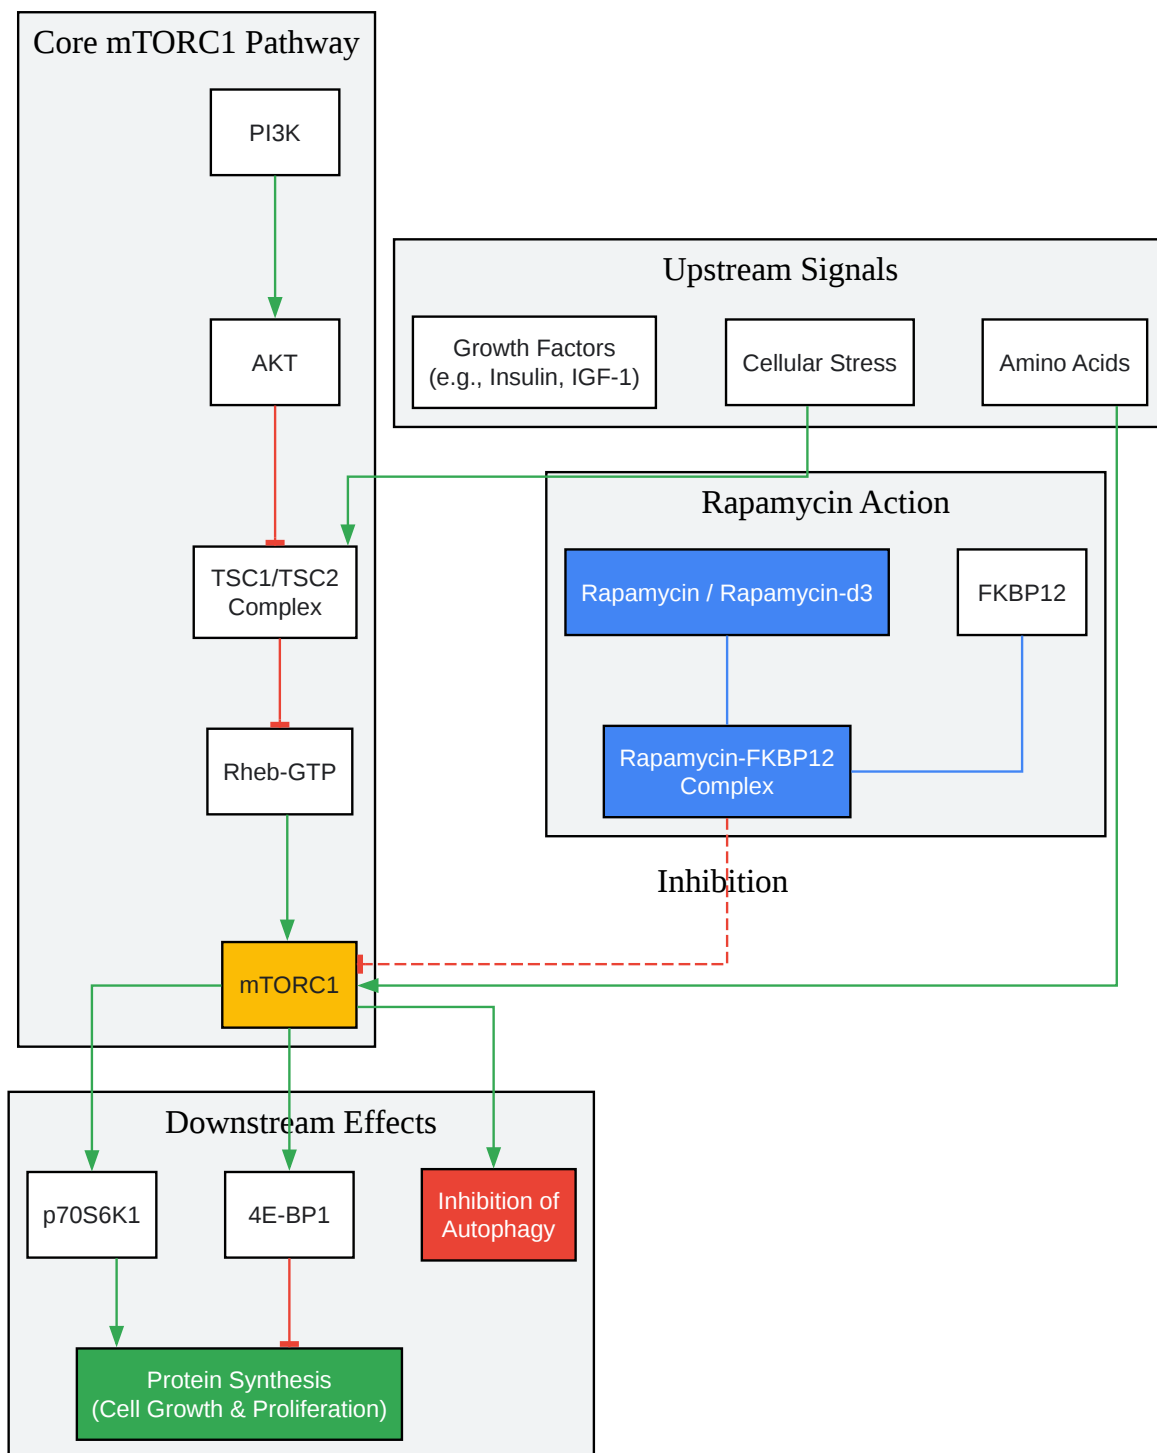 Core mTORC1 Pathway
PI3K
AKT
TSC1/TSC2
Complex
Rheb-GTP
mTORC1
Upstream Signals
Growth Factors
(e.g., Insulin, IGF-1)
Cellular Stress
Amino Acids
Rapamycin Action
Rapamycin / Rapamycin-d3
FKBP12
Rapamycin-FKBP12
Complex
Inhibition
Downstream Effects
p70S6K1
4E-BP1
Inhibition of
Autophagy
Protein Synthesis
(Cell Growth & Proliferation)